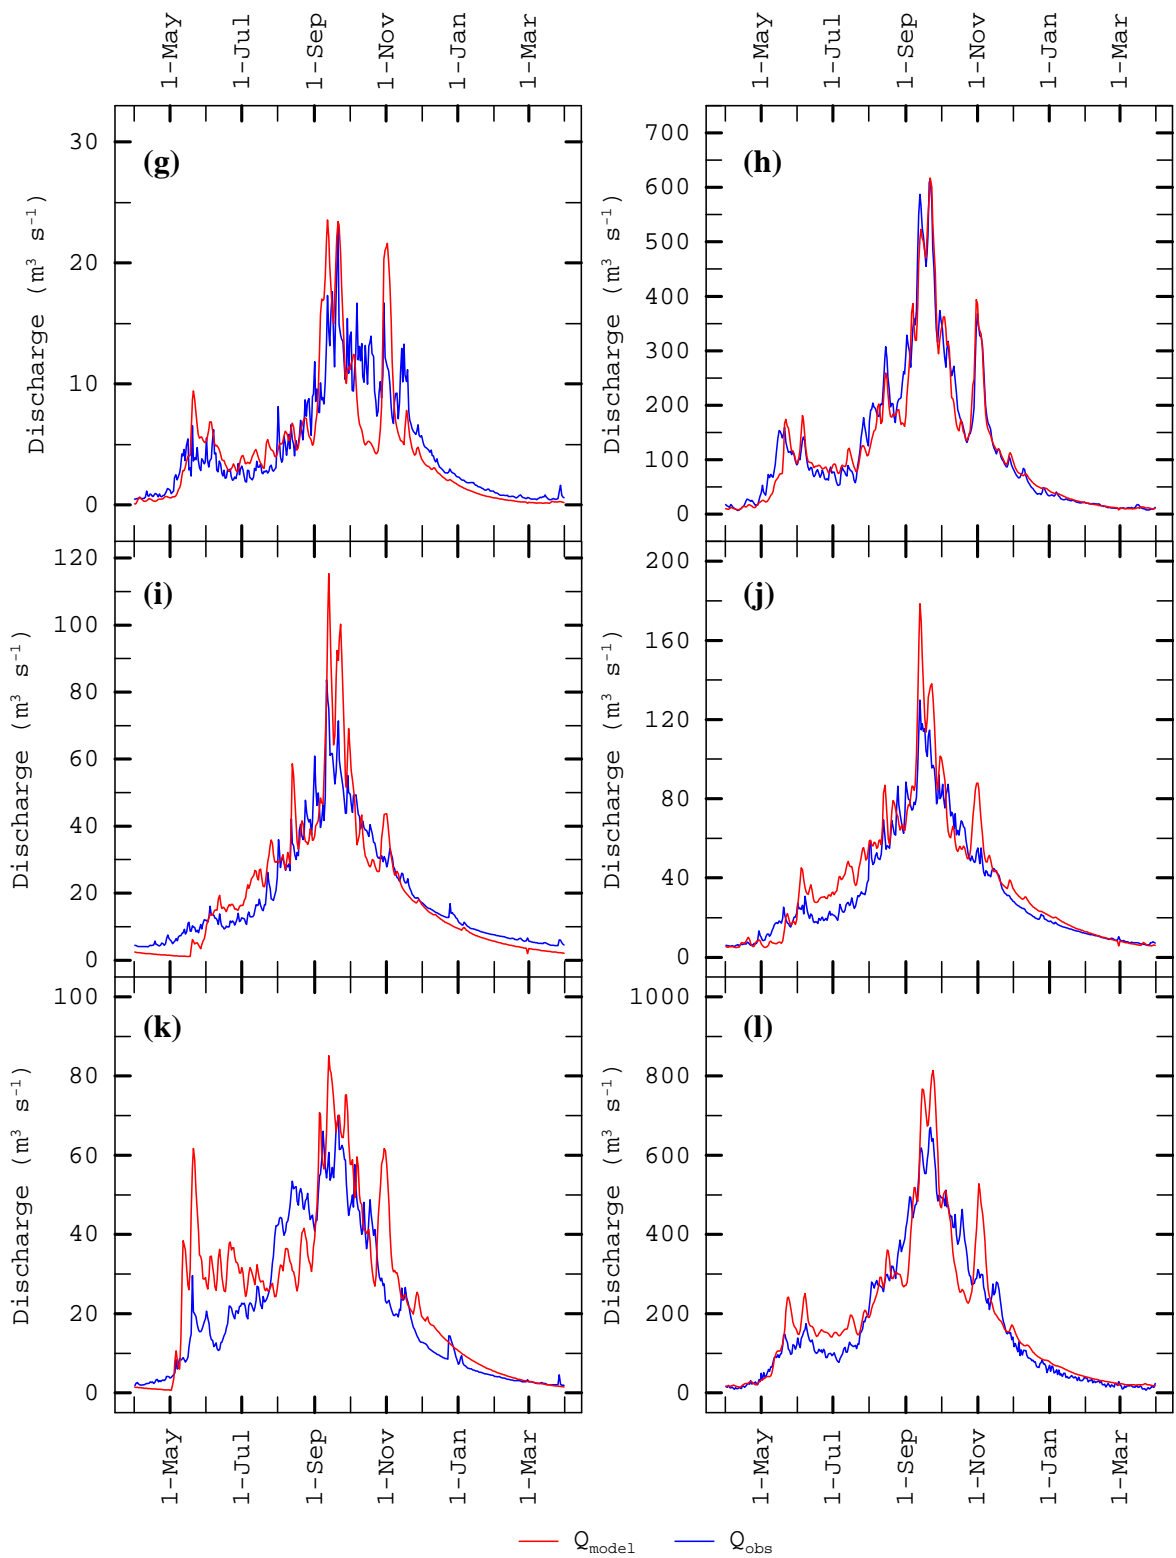 1-May 1-Jul 1-Sep 1-Nov 1-Jan 1-Mar
1-May 1-Jul 1-Sep 1-Nov 1-Jan 1-Mar
(g)
Discharge (m³ s⁻¹)
30
20
10
0
(h)
Discharge (m³ s⁻¹)
700
600
500
400
300
200
100
0
(i)
Discharge (m³ s⁻¹)
120
100
80
60
40
20
0
(j)
Discharge (m³ s⁻¹)
200
160
120
80
40
0
(k)
Discharge (m³ s⁻¹)
100
80
60
40
20
0
(l)
Discharge (m³ s⁻¹)
1000
800
600
400
200
0
1-May 1-Jul 1-Sep 1-Nov 1-Jan 1-Mar
1-May 1-Jul 1-Sep 1-Nov 1-Jan 1-Mar
Qmodel Qobs